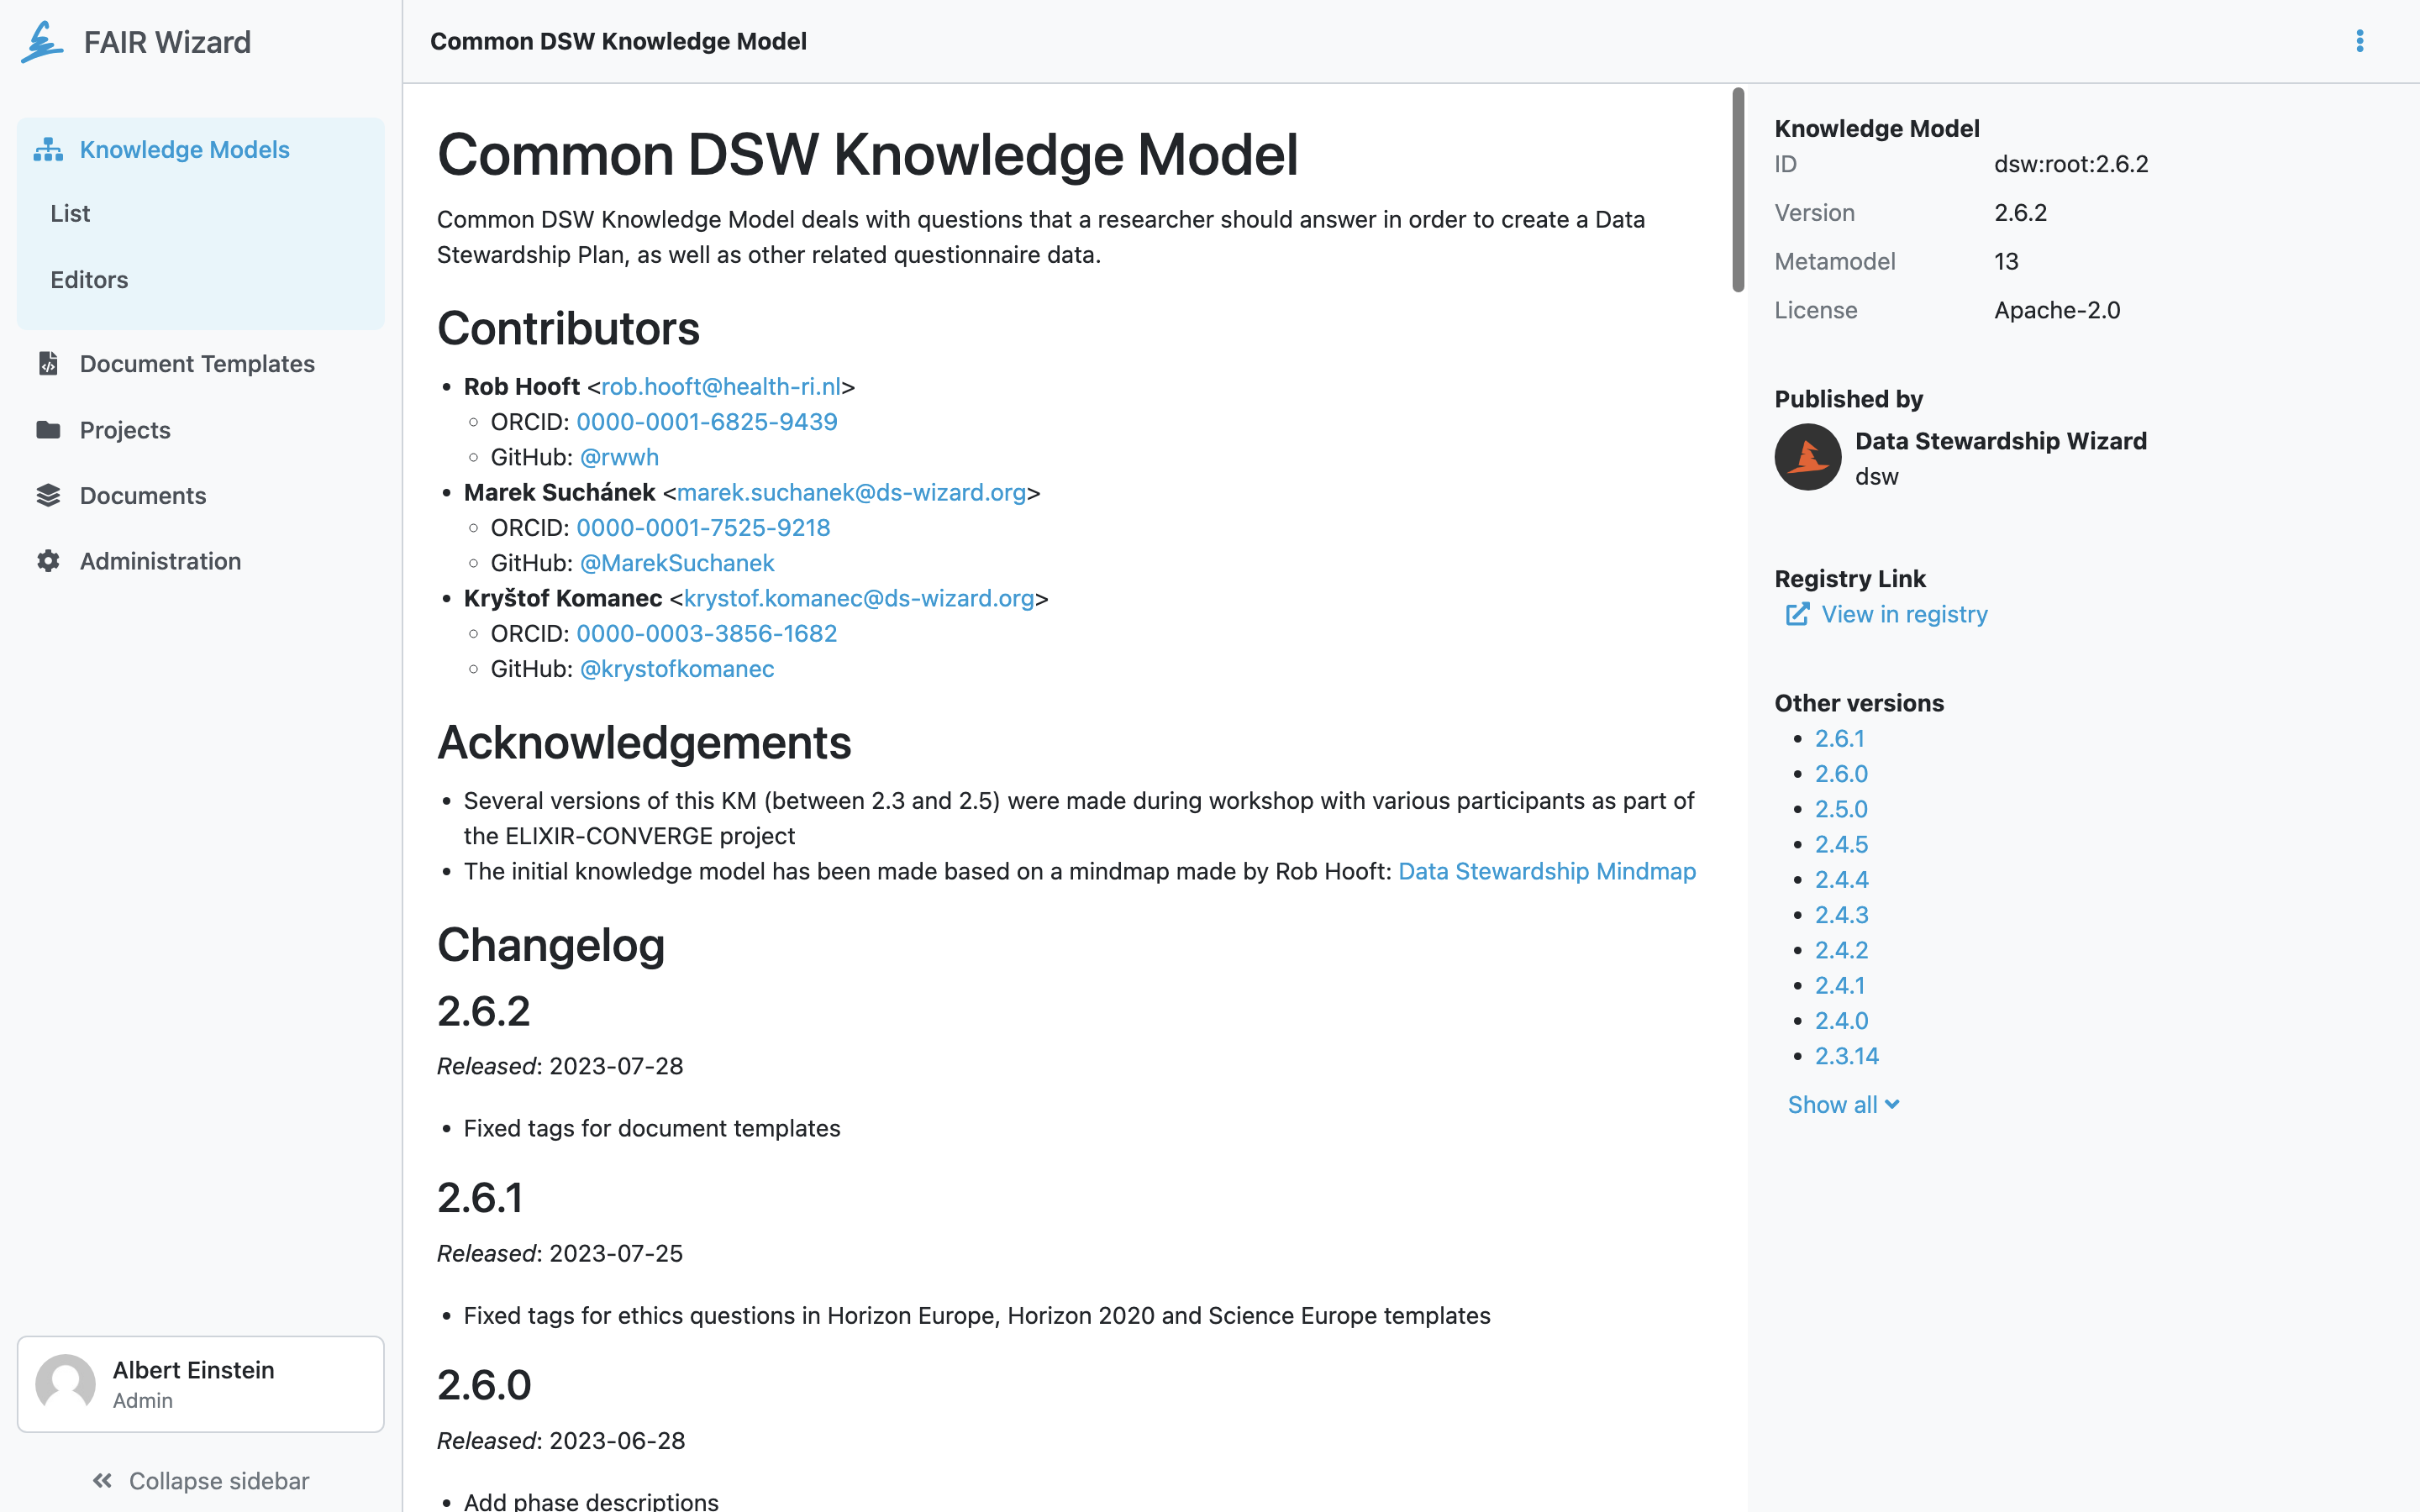 FAIR Wizard
Knowledge Models
List
Editors
Document Templates
Projects
Documents
Administration
Albert Einstein
Admin
Collapse sidebar
Common DSW Knowledge Model
Common DSW Knowledge Model
Common DSW Knowledge Model deals with questions that a researcher should answer in order to create a Data
Stewardship Plan, as well as other related questionnaire data.
Contributors
• Rob Hooft <rob.hooft@health-ri.nl>
◦ ORCID: 0000-0001-6825-9439
◦ GitHub: @rwwh
• Marek Suchánek <marek.suchanek@ds-wizard.org>
◦ ORCID: 0000-0001-7525-9218
◦ GitHub: @MarekSuchanek
• Kryštof Komanec <krystof.komanec@ds-wizard.org>
◦ ORCID: 0000-0003-3856-1682
◦ GitHub: @krystofkomanec
Acknowledgements
• Several versions of this KM (between 2.3 and 2.5) were made during workshop with various participants as part of
the ELIXIR-CONVERGE project
• The initial knowledge model has been made based on a mindmap made by Rob Hooft: Data Stewardship Mindmap
Changelog
2.6.2
Released: 2023-07-28
• Fixed tags for document templates
2.6.1
Released: 2023-07-25
• Fixed tags for ethics questions in Horizon Europe, Horizon 2020 and Science Europe templates
2.6.0
Released: 2023-06-28
• Add phase descriptions
Knowledge Model
ID dsw:root:2.6.2
Version 2.6.2
Metamodel 13
License Apache-2.0
Published by
Data Stewardship Wizard
dsw
Registry Link
View in registry
Other versions
• 2.6.1
• 2.6.0
• 2.5.0
• 2.4.5
• 2.4.4
• 2.4.3
• 2.4.2
• 2.4.1
• 2.4.0
• 2.3.14
Show all